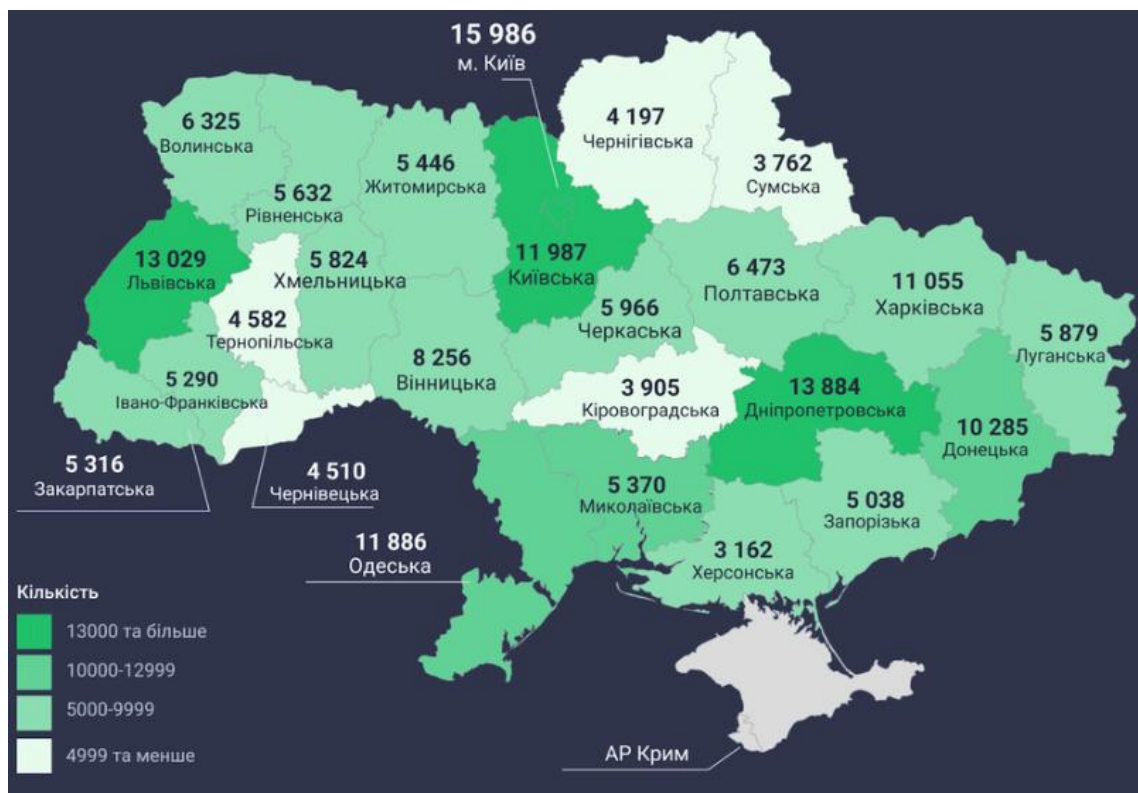 15 986
м. Київ
4 197
Чернігівська
3 762
Сумська
6 325
Волинська
5 632
Рівненська
5 446
Житомирська
13 029
Львівська
5 824
Хмельницька
11 987
Київська
6 473
Полтавська
11 055
Харківська
5 966
Черкаська
5 879
Луганська
4 582
Тернопільська
8 256
Вінницька
5 290
Івано-Франківська
3 905
Кіровоградська
13 884
Дніпропетровська
10 285
Донецька
5 316
Закарпатська
4 510
Чернівецька
5 370
Миколаївська
5 038
Запорізька
11 886
Одеська
3 162
Херсонська
Кількість
13000 та більше
10000-12999
5000-9999
4999 та менше
АР Крим